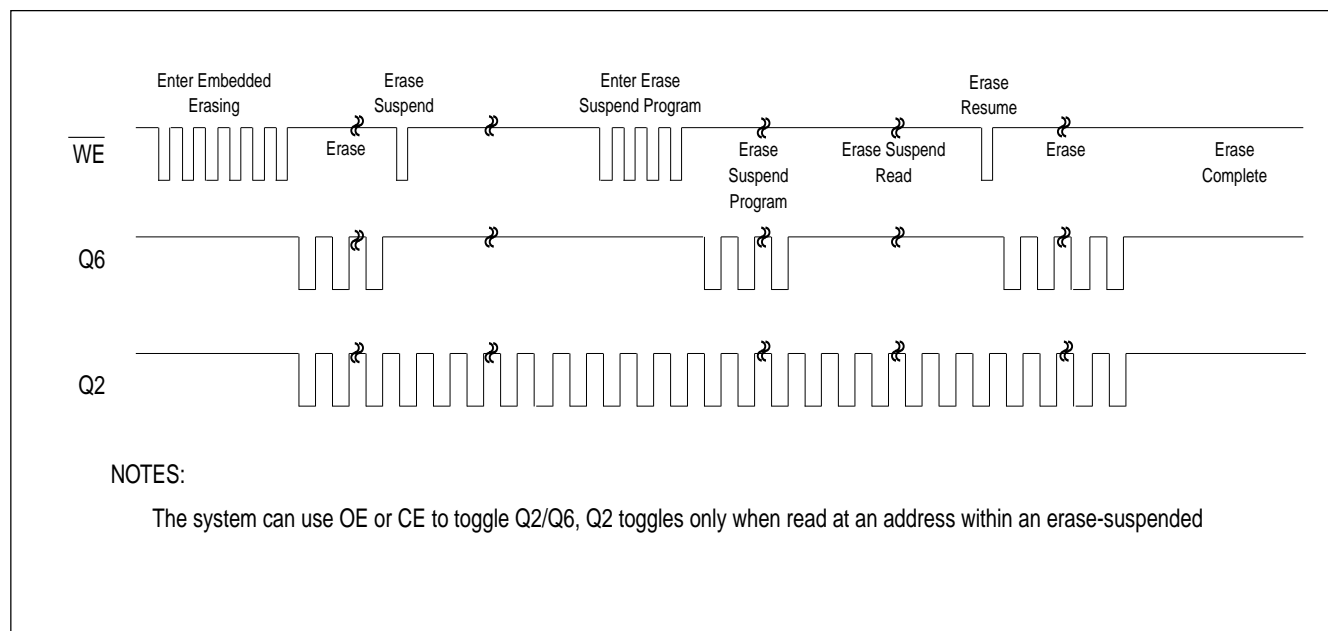 Enter Embedded
Erasing
Erase
Suspend
Enter Erase
Suspend Program
Erase
Resume
WE
Erase
Erase
Suspend
Program
Erase Suspend
Read
Erase
Erase
Complete
Q6
Q2
NOTES:
The system can use OE or CE to toggle Q2/Q6, Q2 toggles only when read at an address within an erase-suspended